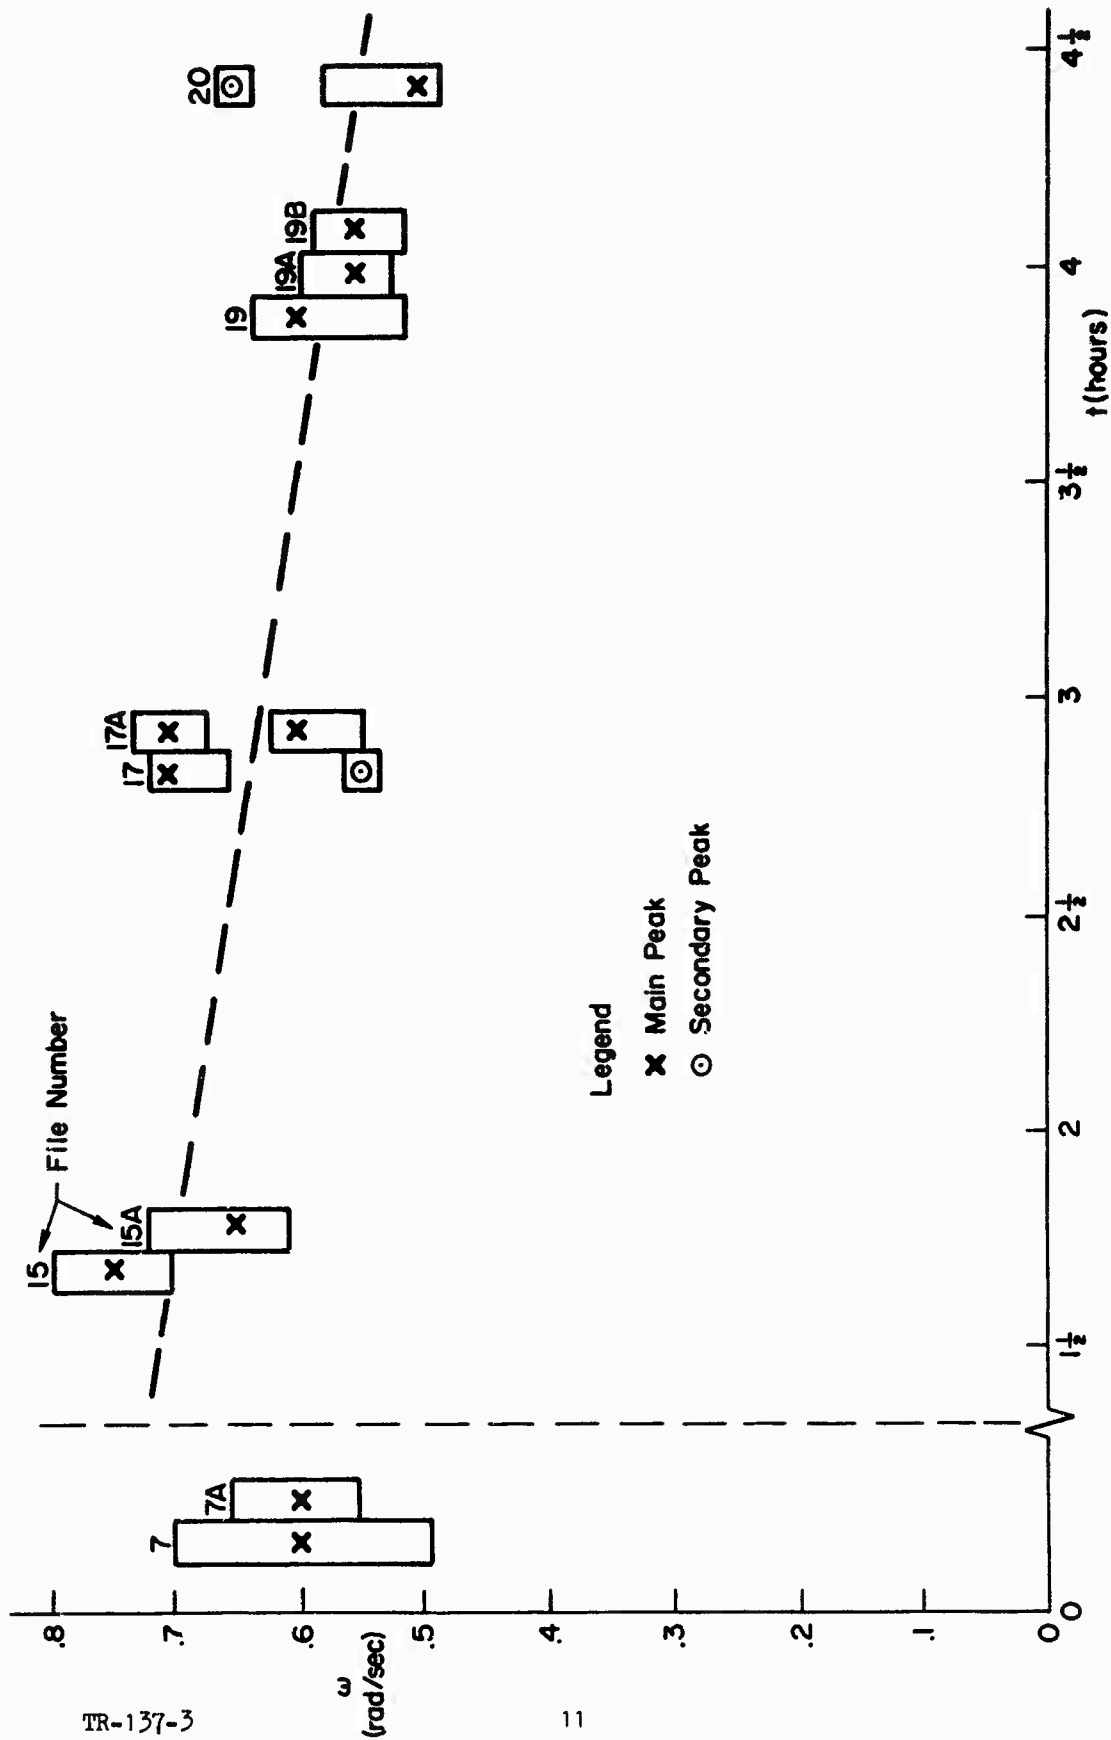 .8
.7
.6
.5
.4
.3
.2
.1
0
ω
(rad/sec)
0
1½
2
2½
3
3½
4
4½
t(hours)
7
7A
15
15A
File Number
17
17A
19
19A
19B
20
Legend
X Main Peak
⊙ Secondary Peak
TR-137-3
11